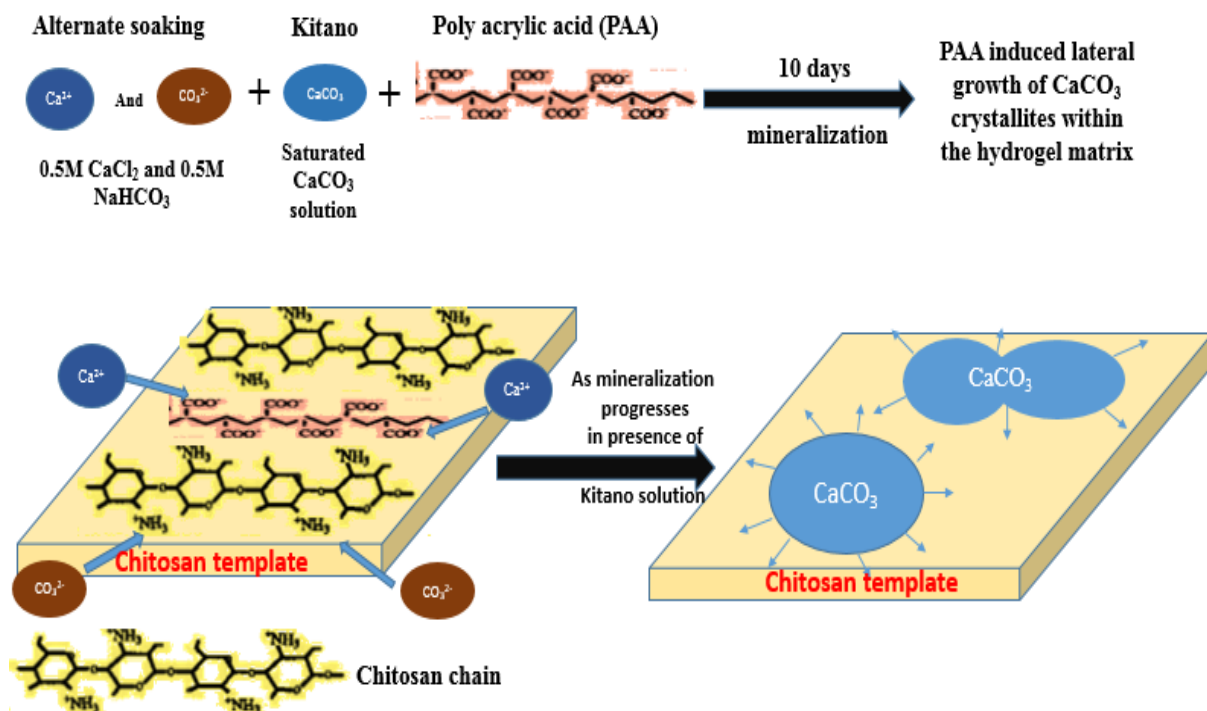 Alternate soaking
Kitano
Poly acrylic acid (PAA)
Ca²⁺
And
CO₃²⁻
+
CaCO₃
+
COO⁻ COO⁻ COO⁻
COO⁻ COO⁻ COO⁻
10 days
mineralization
PAA induced lateral
growth of CaCO₃
crystallites within
the hydrogel matrix
0.5M CaCl₂ and 0.5M
NaHCO₃
Saturated
CaCO₃
solution
⁺NH₃ ⁺NH₃
⁺NH₃ ⁺NH₃
Ca²⁺
Ca²⁺
COO⁻ COO⁻ COO⁻
COO⁻ COO⁻ COO⁻
⁺NH₃ ⁺NH₃
⁺NH₃ ⁺NH₃
Chitosan template
CO₃²⁻
CO₃²⁻
As mineralization
progresses
in presence of
Kitano solution
CaCO₃
CaCO₃
Chitosan template
⁺NH₃ ⁺NH₃
⁺NH₃ ⁺NH₃
Chitosan chain